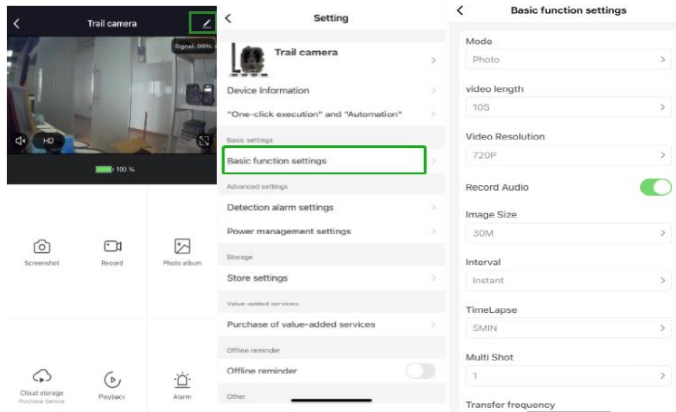 Trail camera
Signal: 99%
HD
100 %
Screenshot
Record
Photo album
Cloud storage
Purchase Service
Playback
Alarm
Setting
Trail camera
Device Information
"One-click execution" and "Automation"
Basic settings
Basic function settings
Advanced settings
Detection alarm settings
Power management settings
Storage
Store settings
Value-added services
Purchase of value-added services
Offline reminder
Offline reminder
Other
Basic function settings
Mode
Photo
video length
10S
Video Resolution
720P
Record Audio
Image Size
30M
Interval
Instant
TimeLapse
5MIN
Multi Shot
1
Transfer frequency